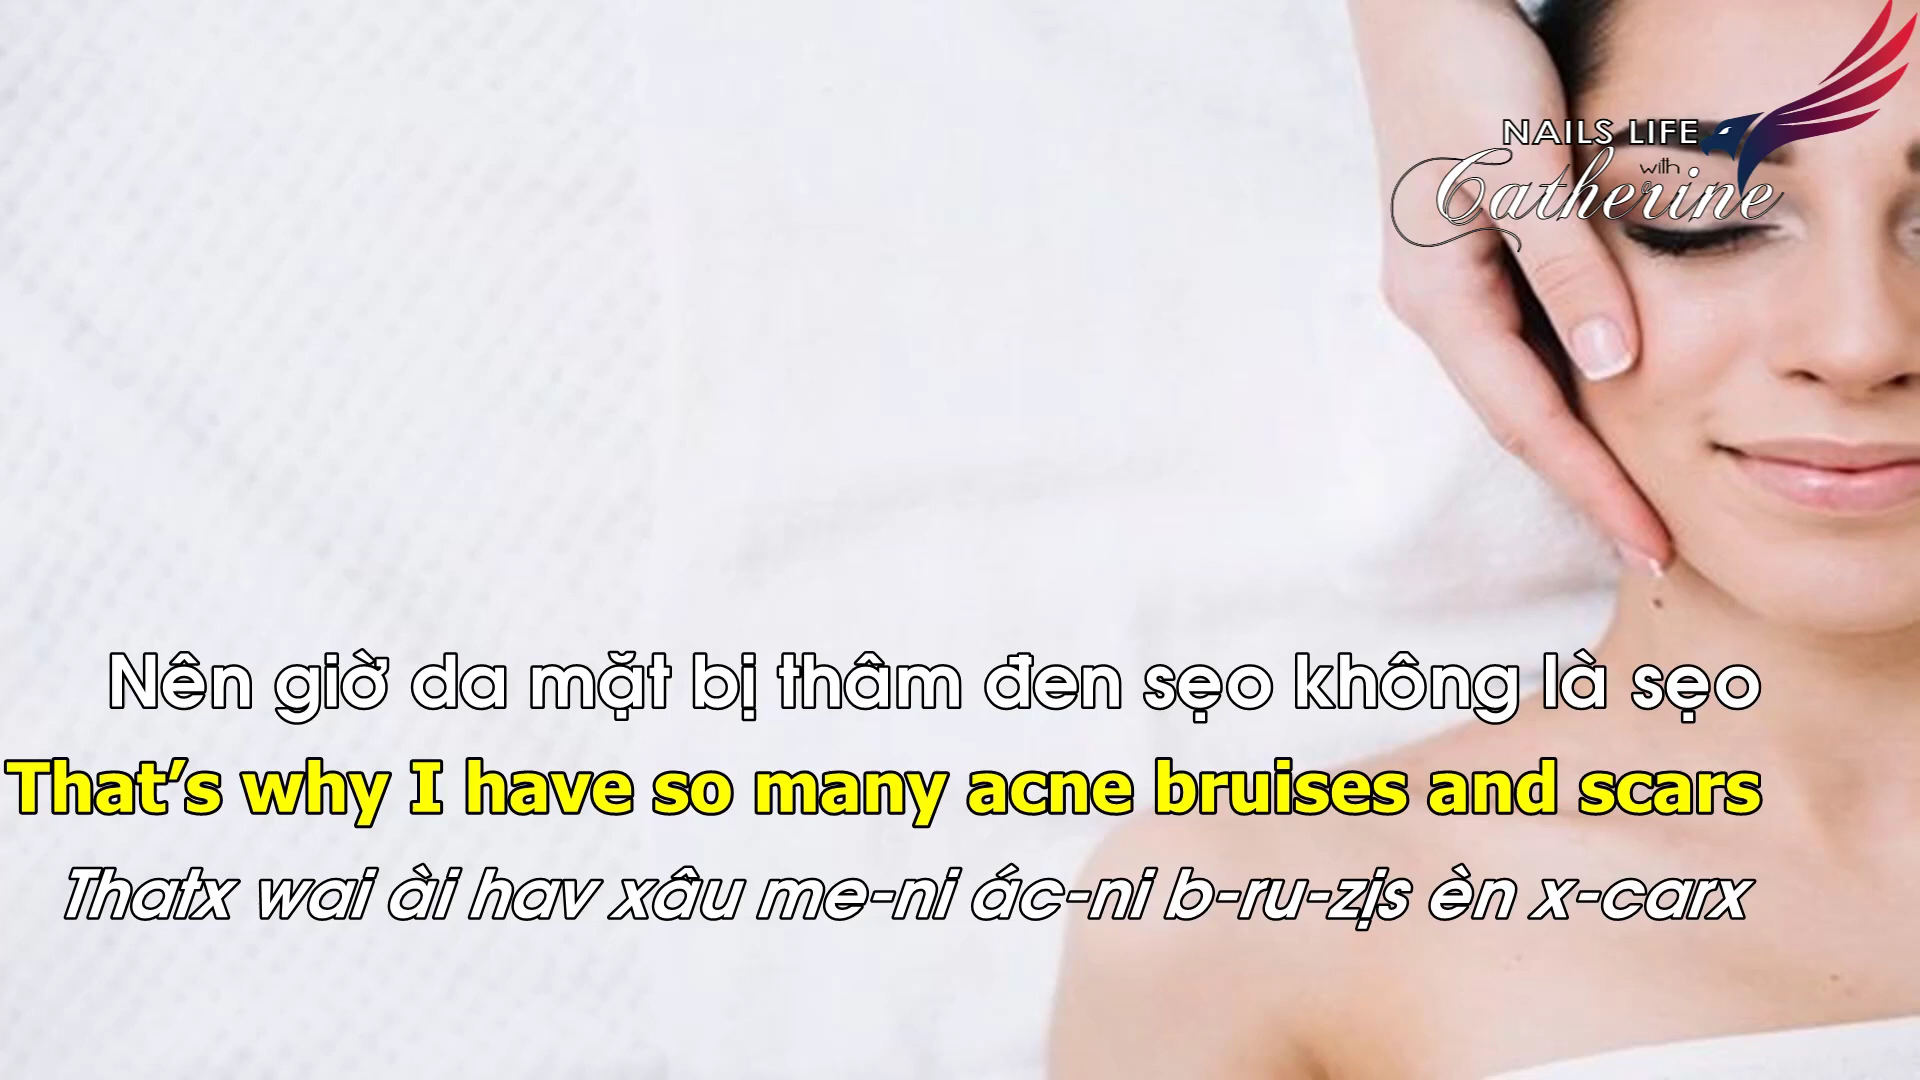 NAILS LIFE
with
Catherine
Nên giờ da mặt bị thâm đen sẹo không là sẹo
That’s why I have so many acne bruises and scars
Thatx wai ài hav xâu me-ni ác-ni b-ru-zịs èn x-carx